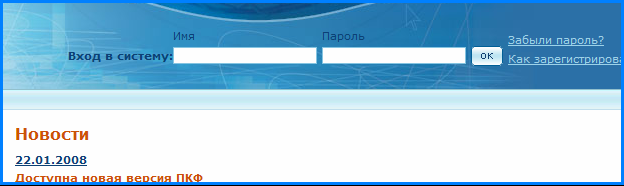 Имя Пароль
Забыли пароль?
Вход в систему: ок
Как зарегистрирова
Новости
22.01.2008
Доступна новая версия ПКФ